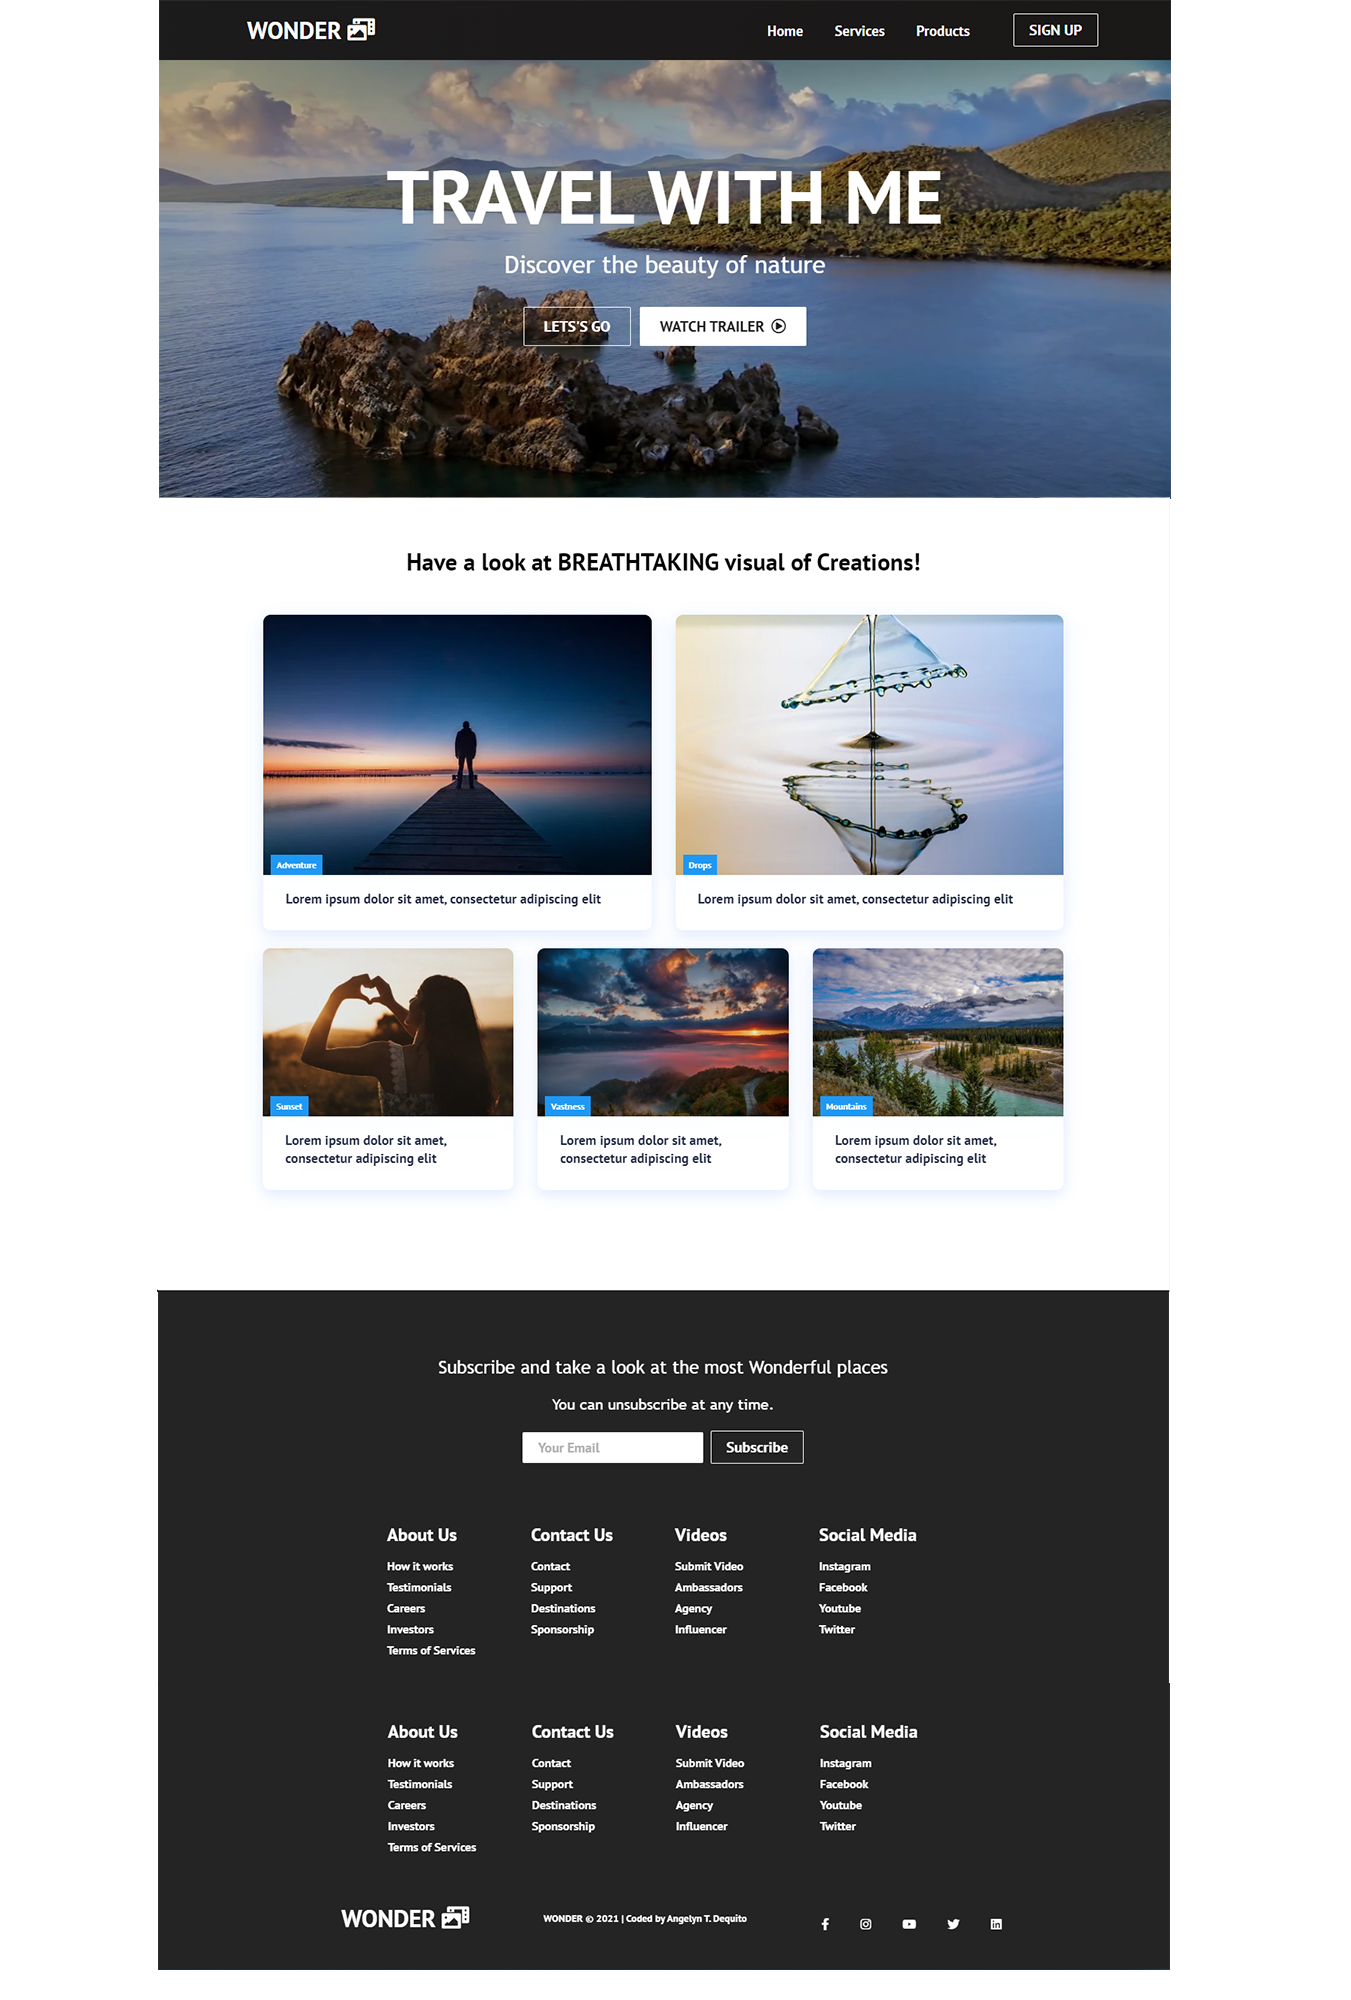 WONDER
Home Services Products SIGN UP
TRAVEL WITH ME
Discover the beauty of nature
LETS'S GO WATCH TRAILER
Have a look at BREATHTAKING visual of Creations!
Adventure
Lorem ipsum dolor sit amet, consectetur adipiscing elit
Drops
Lorem ipsum dolor sit amet, consectetur adipiscing elit
Sunset
Lorem ipsum dolor sit amet,
consectetur adipiscing elit
Vastness
Lorem ipsum dolor sit amet,
consectetur adipiscing elit
Mountains
Lorem ipsum dolor sit amet,
consectetur adipiscing elit
Subscribe and take a look at the most Wonderful places
You can unsubscribe at any time.
Your Email Subscribe
About Us
How it works
Testimonials
Careers
Investors
Terms of Services
Contact Us
Contact
Support
Destinations
Sponsorship
Videos
Submit Video
Ambassadors
Agency
Influencer
Social Media
Instagram
Facebook
Youtube
Twitter
About Us
How it works
Testimonials
Careers
Investors
Terms of Services
Contact Us
Contact
Support
Destinations
Sponsorship
Videos
Submit Video
Ambassadors
Agency
Influencer
Social Media
Instagram
Facebook
Youtube
Twitter
WONDER
WONDER © 2021 | Coded by Angelyn T. Dequito